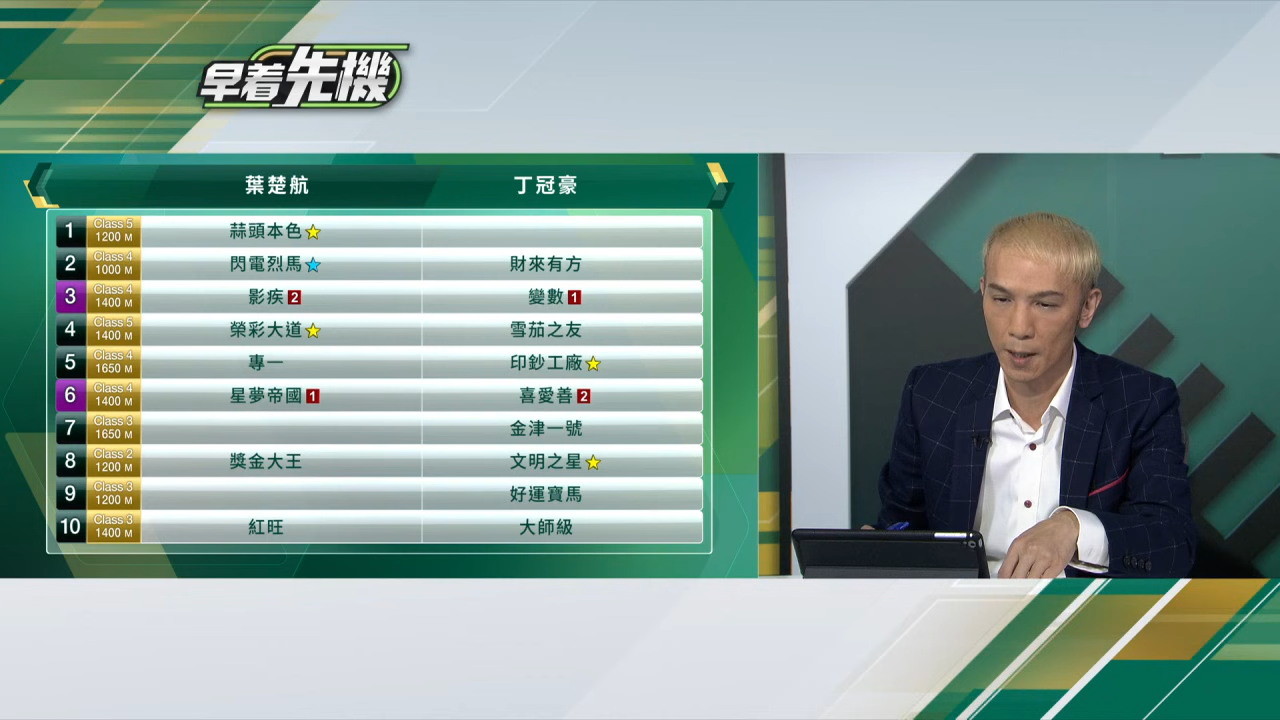 早着先機
葉楚航 丁冠豪
1 Class 5 1200 M 蒜頭本色
2 Class 4 1000 M 閃電烈馬 財來有方
3 Class 4 1400 M 影疾 2 變數 1
4 Class 5 1400 M 榮彩大道 雪茄之友
5 Class 4 1650 M 專一 印鈔工廠
6 Class 4 1400 M 星夢帝國 1 喜愛善 2
7 Class 3 1650 M 金津一號
8 Class 2 1200 M 獎金大王 文明之星
9 Class 3 1200 M 好運寶馬
10 Class 3 1400 M 紅旺 大師級